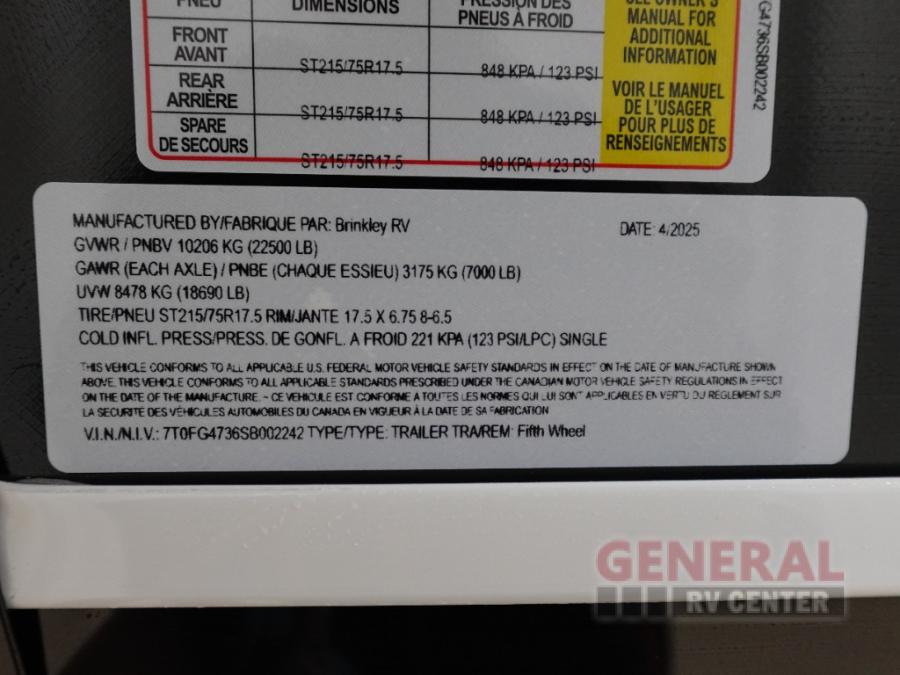 PNEU DIMENSIONS PRESSION DES
PNEUS À FROID
FRONT
AVANT
ST215/75R17.5 848 KPA / 123 PSI
REAR
ARRIÈRE
ST215/75R17.5 848 KPA / 123 PSI
SPARE
DE SECOURS
ST215/75R17.5 848 KPA / 123 PSI
SEE OWNER'S
MANUAL FOR
ADDITIONAL
INFORMATION
VOIR LE MANUEL
DE L'USAGER
POUR PLUS DE
RENSEIGNEMENTS
FG4736SB002242
MANUFACTURED BY/FABRIQUE PAR: Brinkley RV DATE: 4/2025
GVWR / PNBV 10206 KG (22500 LB)
GAWR (EACH AXLE) / PNBE (CHAQUE ESSIEU) 3175 KG (7000 LB)
UVW 8478 KG (18690 LB)
TIRE/PNEU ST215/75R17.5 RIM/JANTE 17.5 X 6.75 8-6.5
COLD INFL. PRESS/PRESS. DE GONFL. A FROID 221 KPA (123 PSI/LPC) SINGLE
THIS VEHICLE CONFORMS TO ALL APPLICABLE U.S. FEDERAL MOTOR VEHICLE SAFETY STANDARDS IN EFFECT ON THE DATE OF MANUFACTURE SHOWN
ABOVE. THIS VEHICLE CONFORMS TO ALL APPLICABLE STANDARDS PRESCRIBED UNDER THE CANADIAN MOTOR VEHICLE SAFETY REGULATIONS IN EFFECT
ON THE DATE OF THE MANUFACTURE. - CE VEHICULE EST CONFORME A TOUTES LES NORMES QUI LUI SONT APPLICABLES EN VERTU DU REGLEMENT SUR
LA SECURITE DES VÉHICULES AUTOMOBILES DU CANADA EN VIGUEUR À LA DATE DE SA FABRICATION
V.I.N./N.I.V.: 7T0FG4736SB002242 TYPE/TYPE: TRAILER TRA/REM: Fifth Wheel
GENERAL
RV CENTER